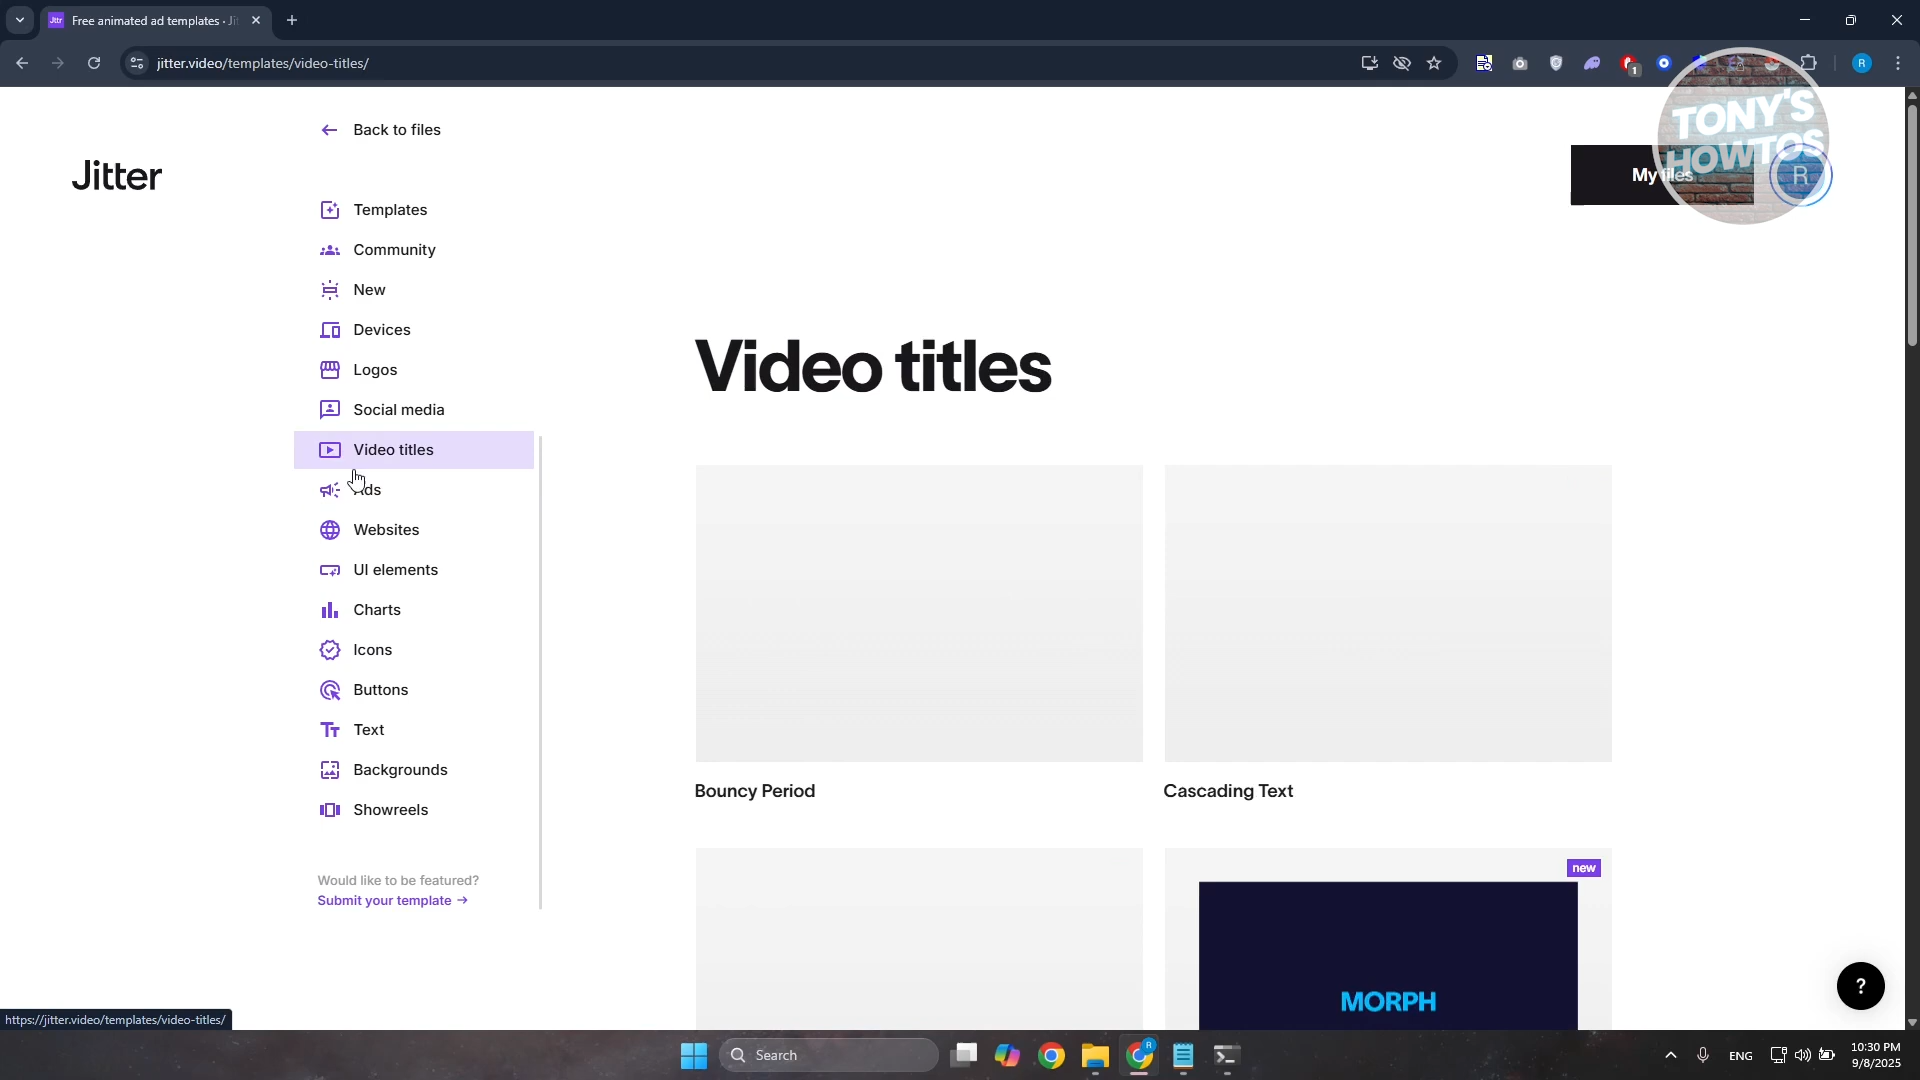 Free animated ad templates · Ji
jitter.video/templates/video-titles/
1
R
TONY'S
HOWTOS
Back to files
Jitter
My files
R
Templates
Community
New
Devices
Logos
Social media
Video titles
Ads
Websites
UI elements
Charts
Icons
Buttons
Text
Backgrounds
Showreels
Would like to be featured?
Submit your template →
Video titles
Bouncy Period
Cascading Text
new
MORPH
?
https://jitter.video/templates/video-titles/
Search
R
ENG
10:30 PM
9/8/2025